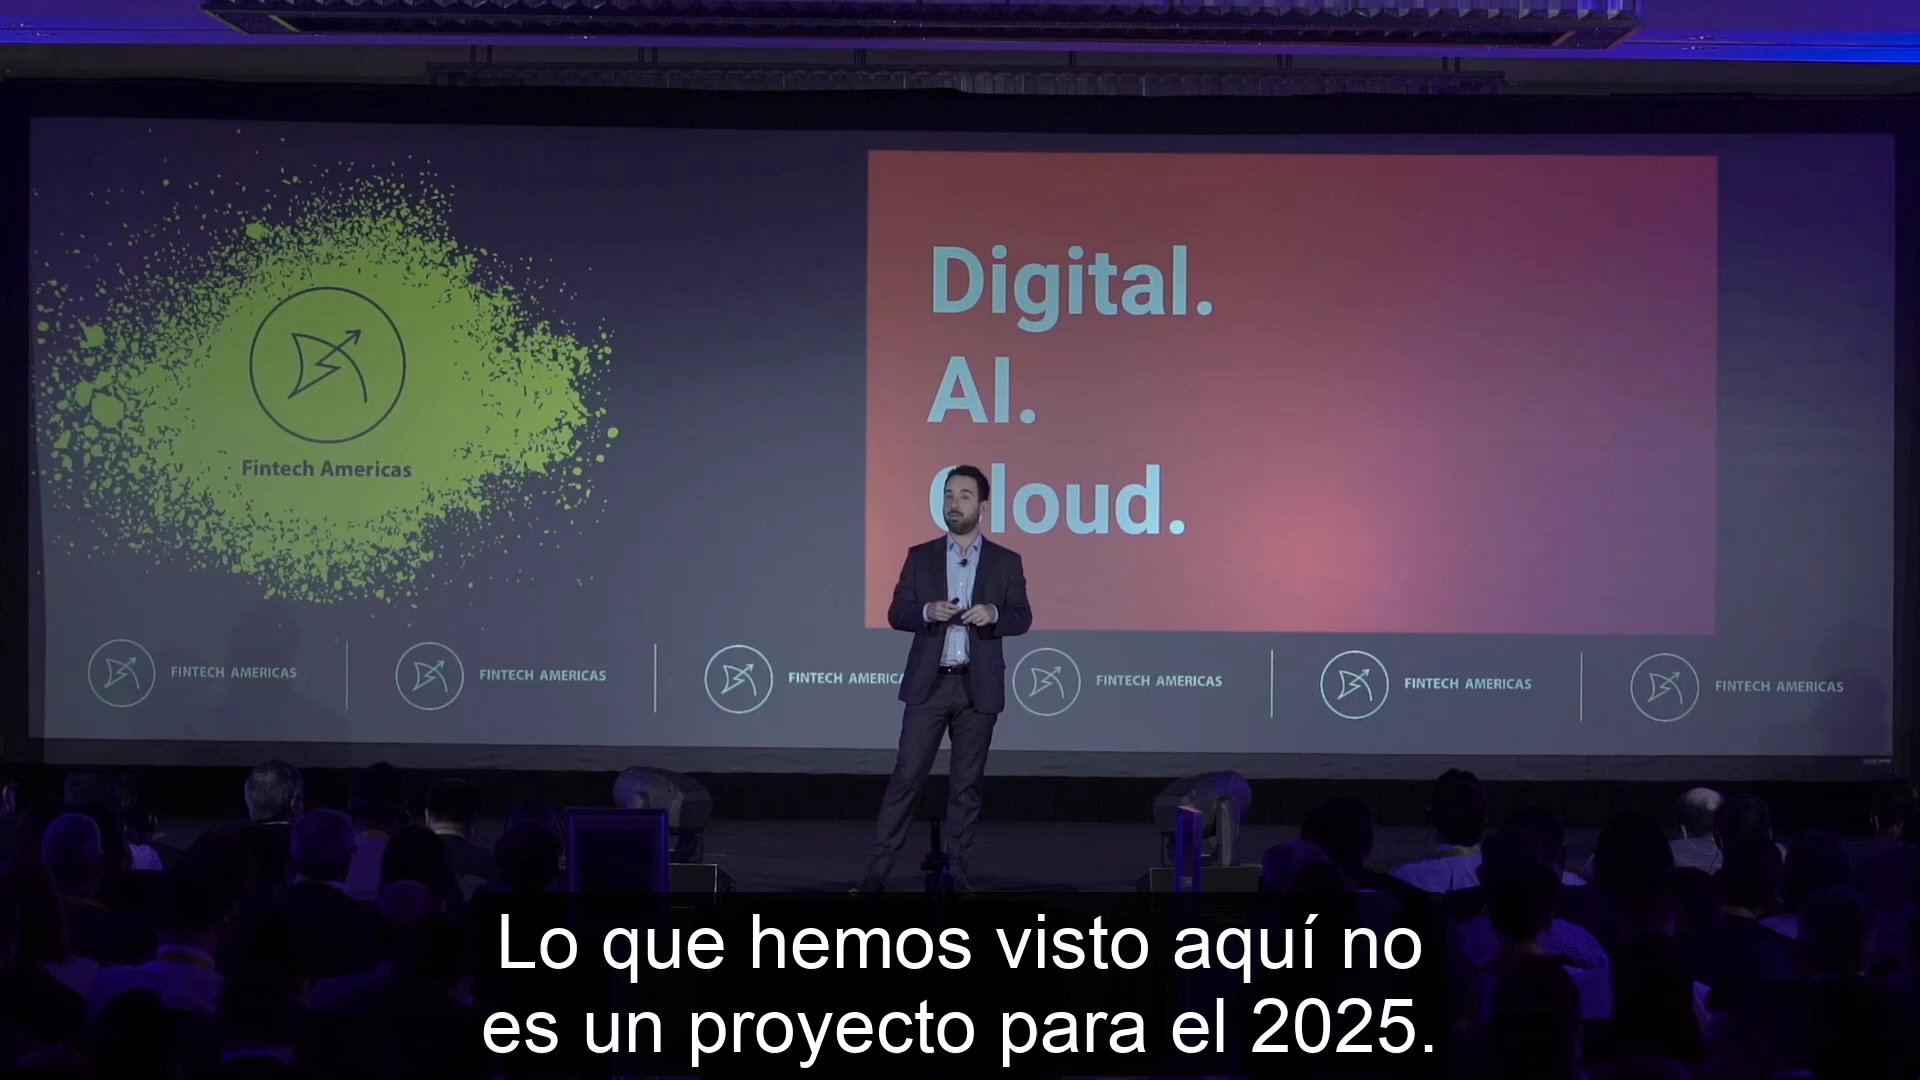 Digital.
AI.
Cloud.
Fintech Americas
FINTECH AMERICAS
FINTECH AMERICAS
FINTECH AMERICA
FINTECH AMERICAS
FINTECH AMERICAS
FINTECH AMERICAS
Lo que hemos visto aquí no
es un proyecto para el 2025.